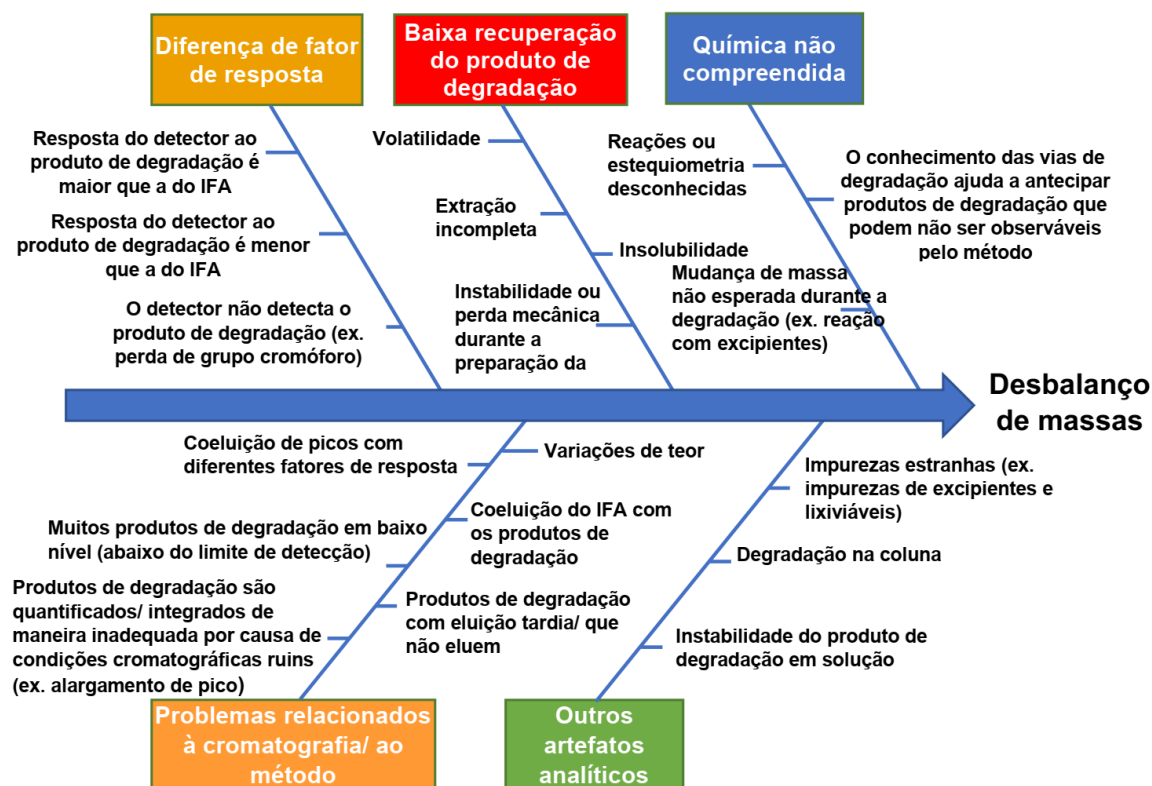 Diferença de fator
de resposta
Baixa recuperação
do produto de
degradação
Química não
compreendida
Resposta do detector ao
produto de degradação é
maior que a do IFA
Resposta do detector ao
produto de degradação é menor
que a do IFA
O detector não detecta o
produto de degradação (ex.
perda de grupo cromóforo)
Volatilidade
Extração
incompleta
Insolubilidade
Instabilidade ou
perda mecânica
durante a
preparação da
Reações ou
estequiometria
desconhecidas
O conhecimento das vias de
degradação ajuda a antecipar
produtos de degradação que
podem não ser observáveis
pelo método
Mudança de massa
não esperada durante a
degradação (ex. reação
com excipientes)
Desbalanço
de massas
Coeluição de picos com
diferentes fatores de resposta
Variações de teor
Muitos produtos de degradação em baixo
nível (abaixo do limite de detecção)
Coeluição do IFA com
os produtos de
degradação
Produtos de degradação são
quantificados/ integrados de
maneira inadequada por causa de
condições cromatográficas ruins
(ex. alargamento de pico)
Produtos de degradação
com eluição tardia/ que
não eluem
Impurezas estranhas (ex.
impurezas de excipientes e
lixiviáveis)
Degradação na coluna
Instabilidade do produto de
degradação em solução
Problemas relacionados
à cromatografia/ ao
método
Outros
artefatos
analíticos